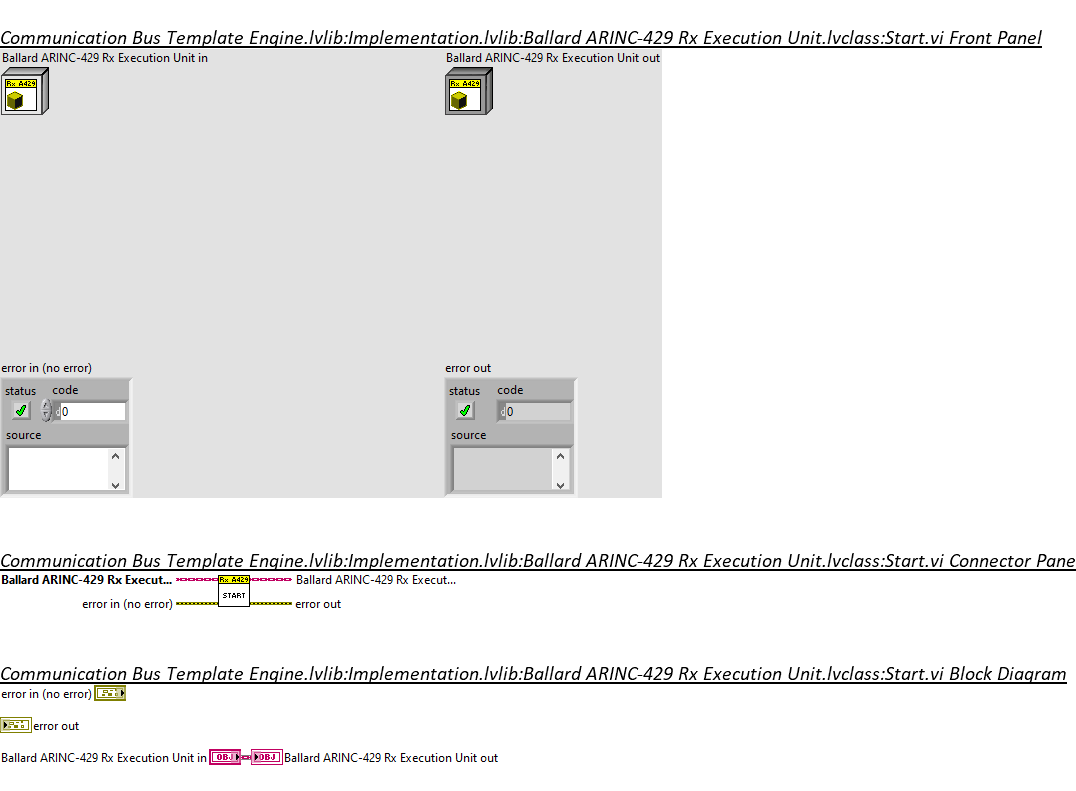 Communication Bus Template Engine.lvlib:Implementation.lvlib:Ballard ARINC-429 Rx Execution Unit.lvclass:Start.vi Front Panel
Ballard ARINC-429 Rx Execution Unit in
Ballard ARINC-429 Rx Execution Unit out
Rx A429
Rx A429
error in (no error)
error out
status code
status code
d 0
d 0
source
source
Communication Bus Template Engine.lvlib:Implementation.lvlib:Ballard ARINC-429 Rx Execution Unit.lvclass:Start.vi Connector Pane
Ballard ARINC-429 Rx Execut...
Rx A429
Ballard ARINC-429 Rx Execut...
error in (no error)
START
error out
Communication Bus Template Engine.lvlib:Implementation.lvlib:Ballard ARINC-429 Rx Execution Unit.lvclass:Start.vi Block Diagram
error in (no error)
error out
Ballard ARINC-429 Rx Execution Unit in OBJ OBJ Ballard ARINC-429 Rx Execution Unit out